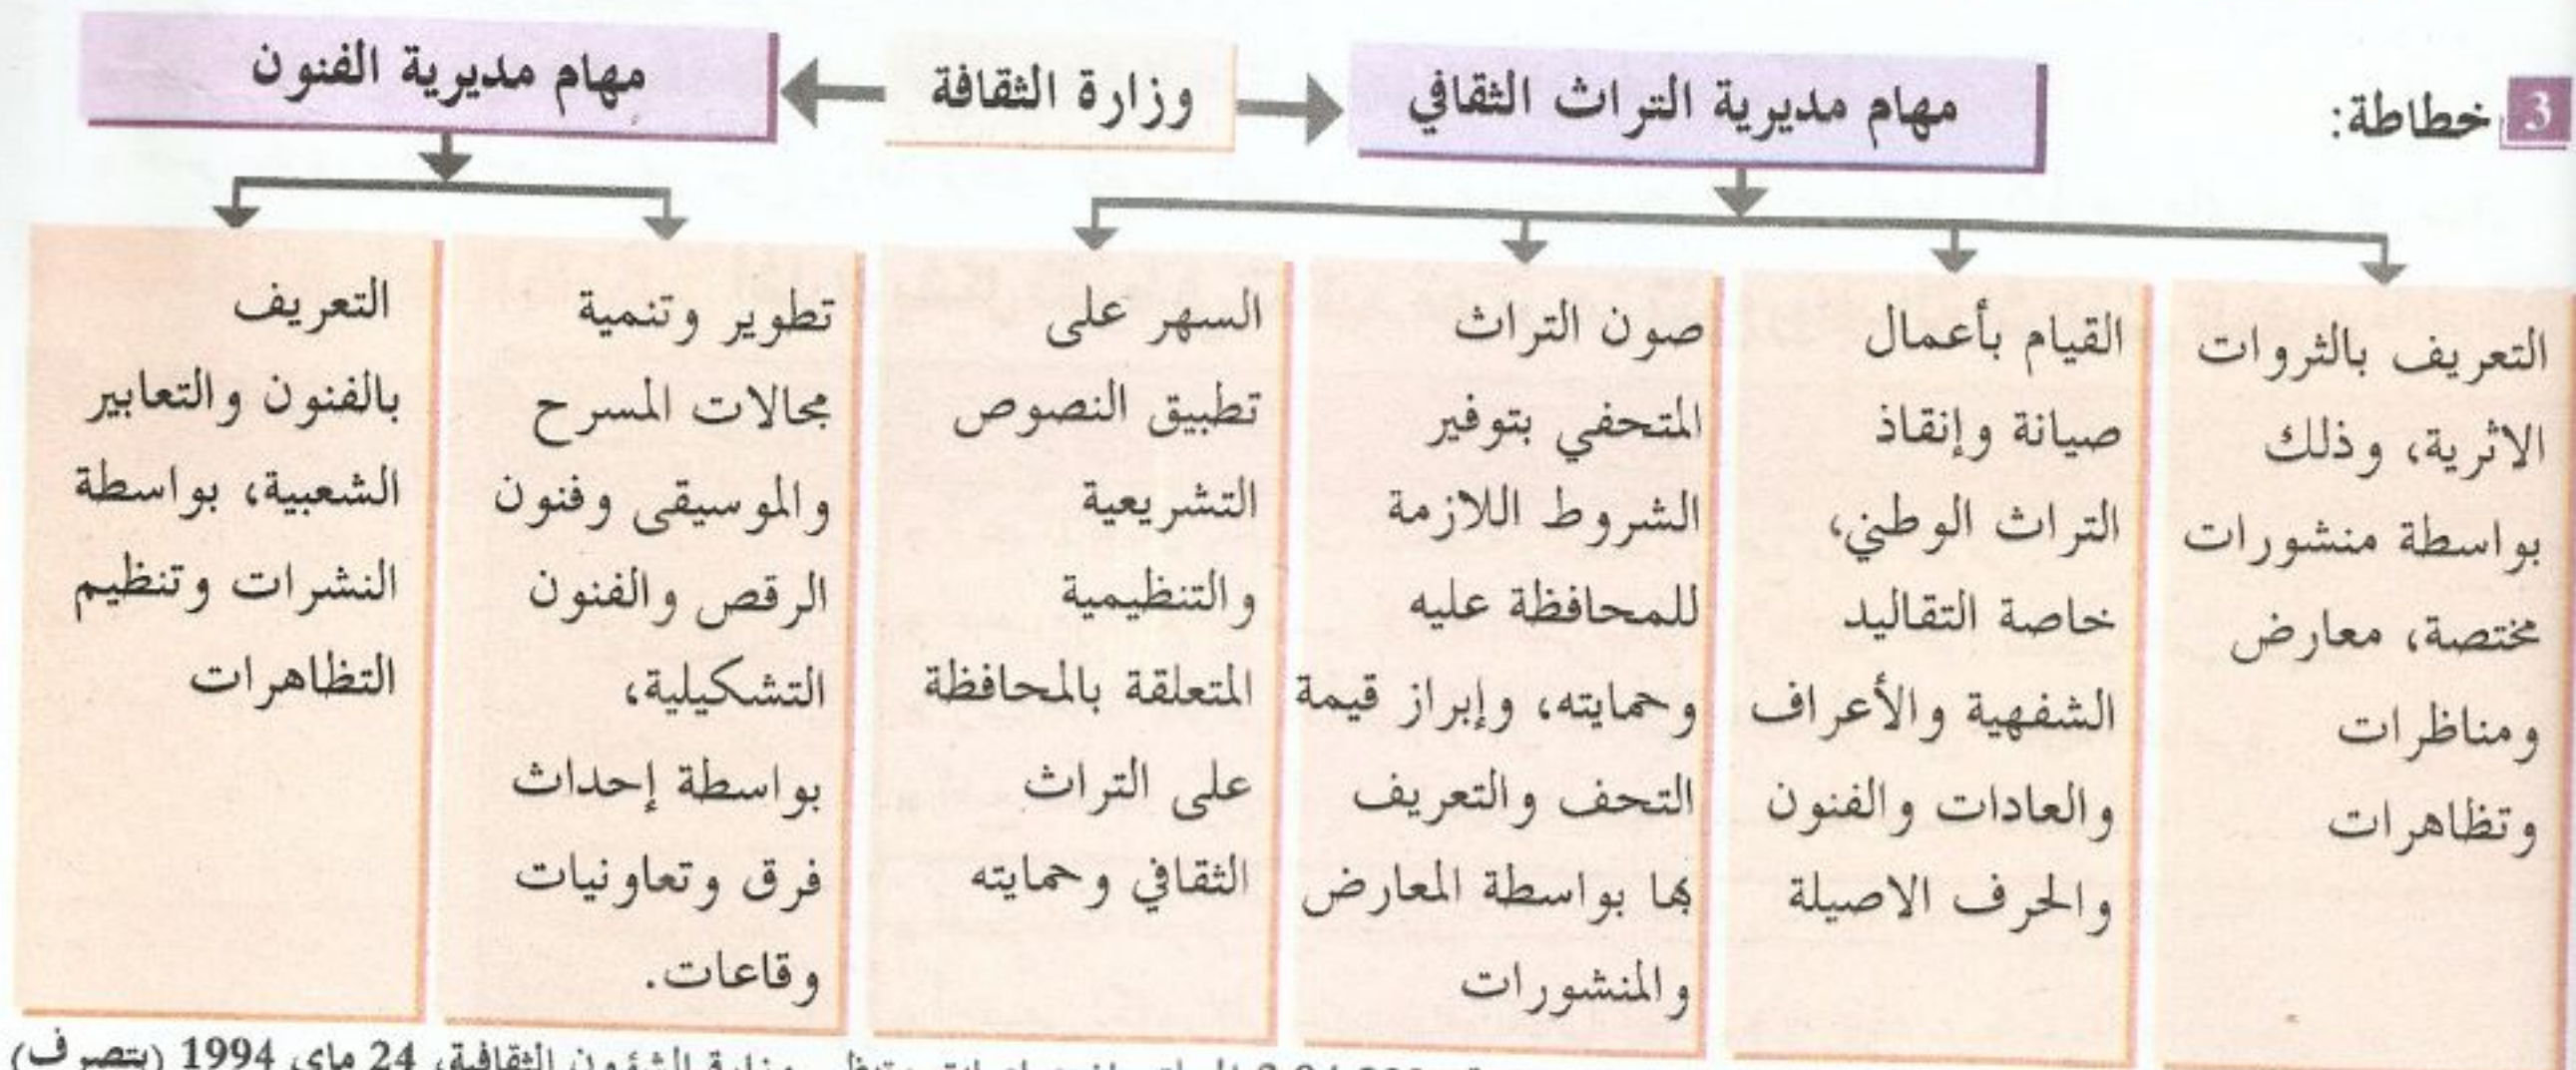 3 خطاطة:
مهام مديرية التراث الثقافي
وزارة الثقافة
مهام مديرية الفنون
التعريف بالثروات
الاثرية، وذلك
بواسطة منشورات
مختصة، معارض
ومناظرات
وتظاهرات
القيام بأعمال
صيانة وإنقاذ
التراث الوطني،
خاصة التقاليد
الشفهية والأعراف
والعادات والفنون
والحرف الاصيلة
صون التراث
المتحفي بتوفير
الشروط اللازمة
للمحافظة عليه
وحمايته، وإبراز قيمة
التحف والتعريف
بها بواسطة المعارض
والمنشورات
السهر على
تطبيق النصوص
التشريعية
والتنظيمية
المتعلقة بالمحافظة
على التراث
الثقافي وحمايته
تطوير وتنمية
مجالات المسرح
والموسيقى وفنون
الرقص والفنون
التشكيلية،
بواسطة إحداث
فرق وتعاونيات
وقاعات.
التعريف
بالفنون والتعابير
الشعبية، بواسطة
النشرات وتنظيم
التظاهرات
وزارة الشؤون الثقافية، 24 ماي 1994 (بتصرف)